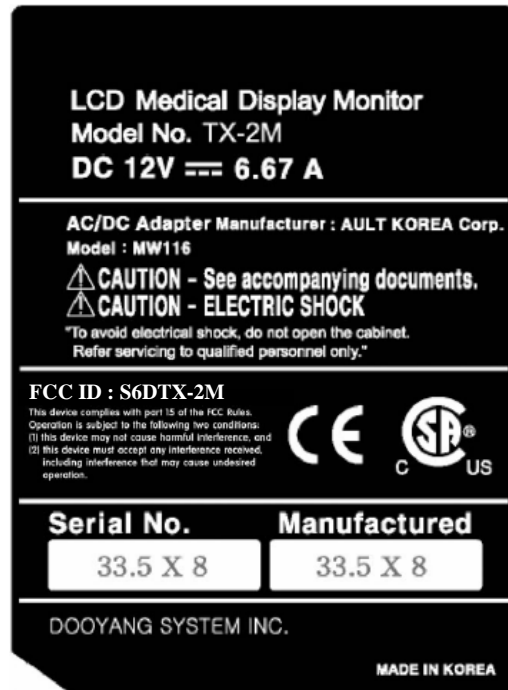 LCD Medical Display Monitor
Model No. TX-2M
DC 12V ⎓ 6.67 A
AC/DC Adapter Manufacturer : AULT KOREA Corp.
Model : MW116
⚠ CAUTION - See accompanying documents.
⚠ CAUTION - ELECTRIC SHOCK
"To avoid electrical shock, do not open the cabinet.
Refer servicing to qualified personnel only."
FCC ID : S6DTX-2M
This device complies with part 15 of the FCC Rules.
Operation is subject to the following two conditions:
(1) this device may not cause harmful interference, and
(2) this device must accept any interference received,
including interference that may cause undesired
operation.
CE
C SA ® US
Serial No. Manufactured
33.5 X 8 33.5 X 8
DOOYANG SYSTEM INC.
MADE IN KOREA